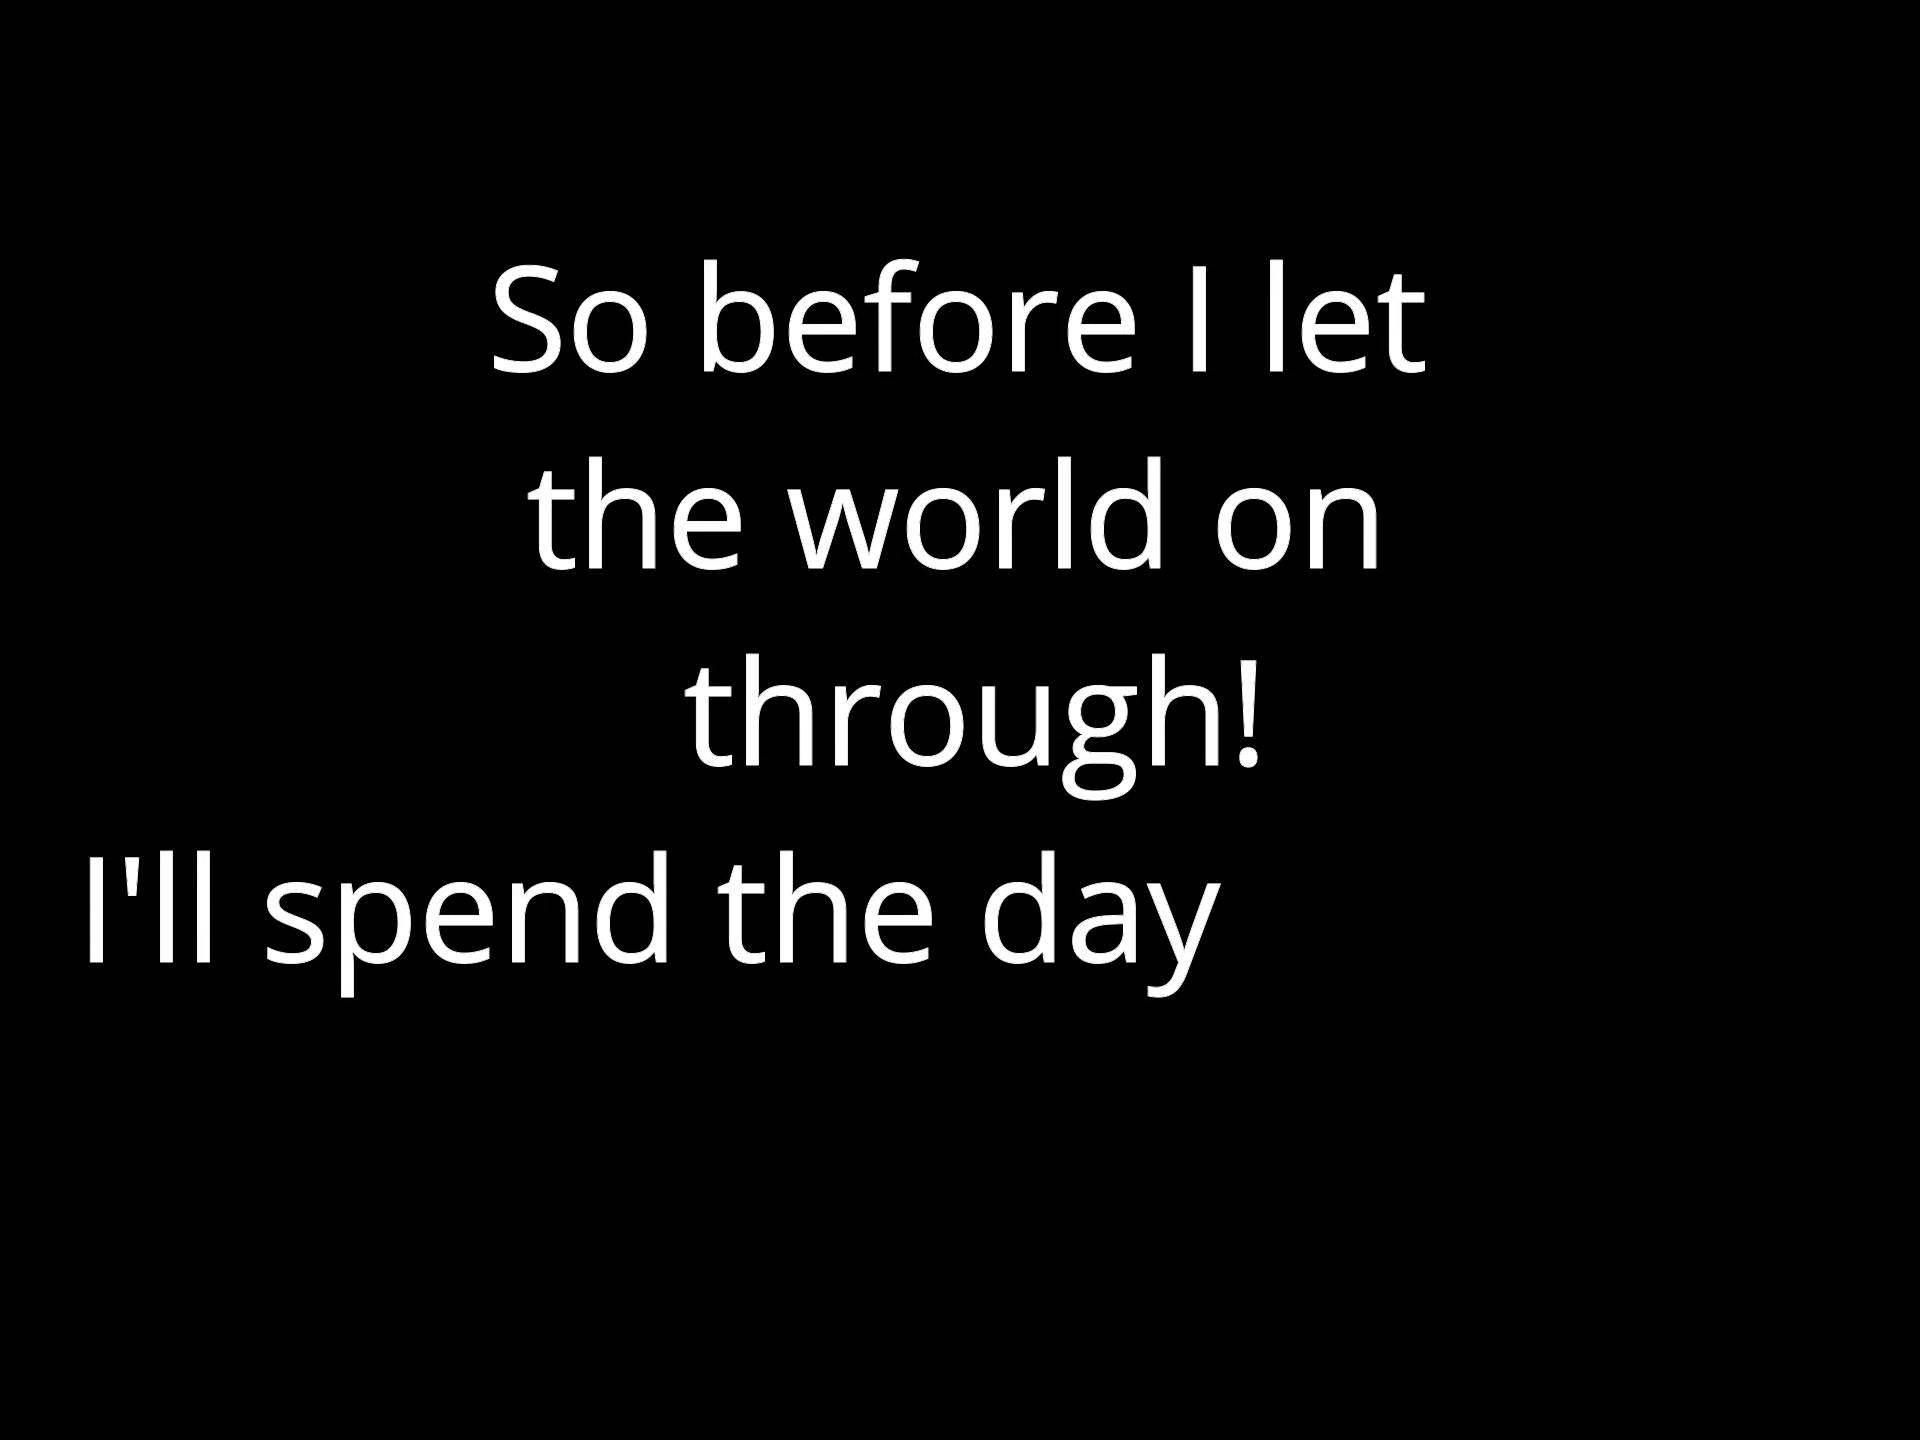 So before I let
the world on
through!
I'll spend the day